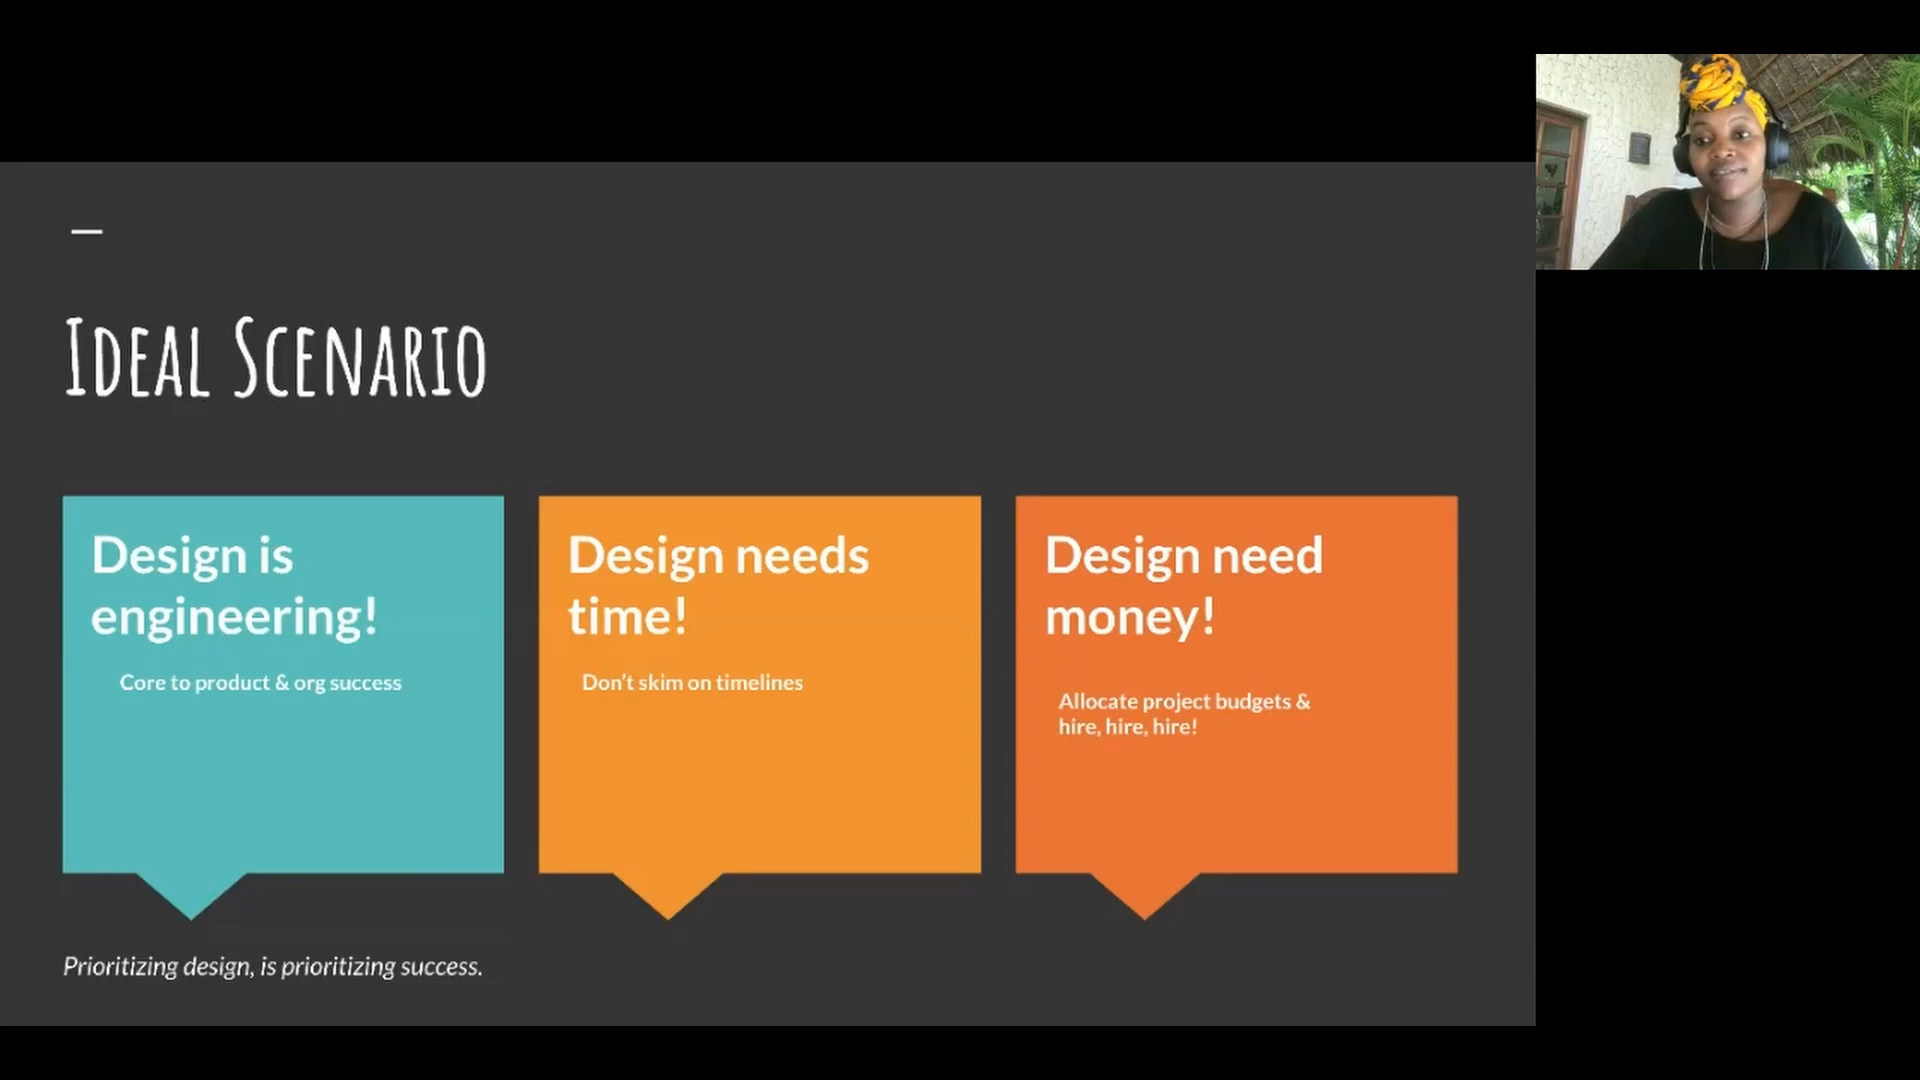 Ideal Scenario
Design is
engineering!
Core to product & org success
Design needs
time!
Don't skim on timelines
Design need
money!
Allocate project budgets &
hire, hire, hire!
Prioritizing design, is prioritizing success.